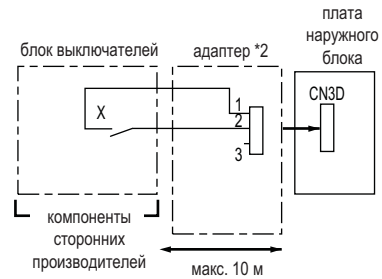 плата
наружного
блока
блок выключателей
адаптер *2
CN3D
X
1
2
3
компоненты
сторонних
производителей
макс. 10 м